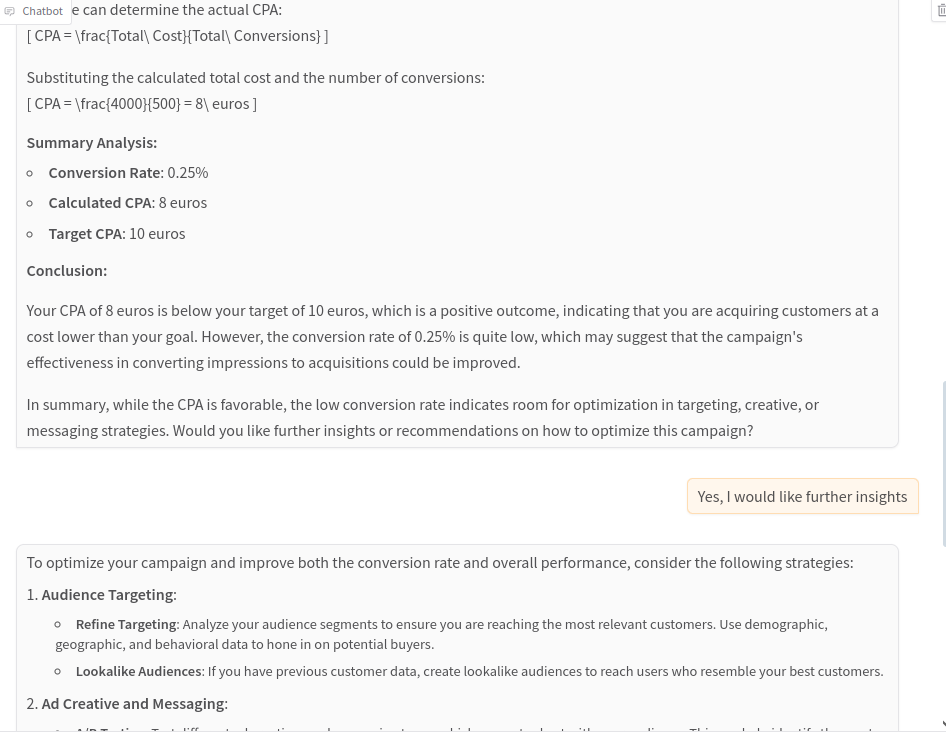 Chatbot
e can determine the actual CPA:
[ CPA = \frac{Total\ Cost}{Total\ Conversions} ]
Substituting the calculated total cost and the number of conversions:
[ CPA = \frac{4000}{500} = 8\ euros ]
Summary Analysis:
Conversion Rate: 0.25%
Calculated CPA: 8 euros
Target CPA: 10 euros
Conclusion:
Your CPA of 8 euros is below your target of 10 euros, which is a positive outcome, indicating that you are acquiring customers at a
cost lower than your goal. However, the conversion rate of 0.25% is quite low, which may suggest that the campaign's
effectiveness in converting impressions to acquisitions could be improved.
In summary, while the CPA is favorable, the low conversion rate indicates room for optimization in targeting, creative, or
messaging strategies. Would you like further insights or recommendations on how to optimize this campaign?
Yes, I would like further insights
To optimize your campaign and improve both the conversion rate and overall performance, consider the following strategies:
1. Audience Targeting:
Refine Targeting: Analyze your audience segments to ensure you are reaching the most relevant customers. Use demographic,
geographic, and behavioral data to hone in on potential buyers.
Lookalike Audiences: If you have previous customer data, create lookalike audiences to reach users who resemble your best customers.
2. Ad Creative and Messaging: